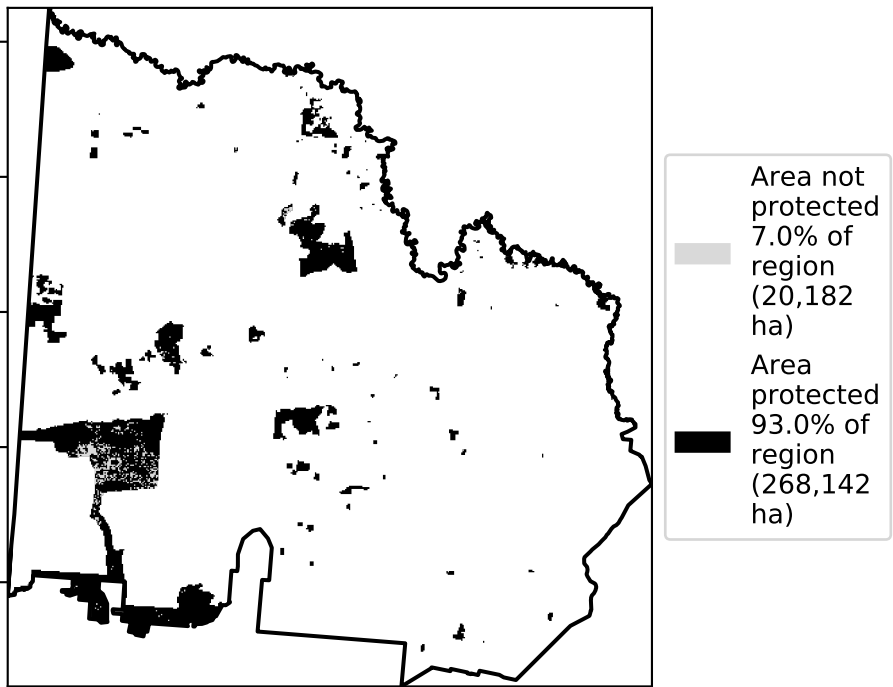 Area not
protected
7.0% of
region
(20,182
ha)
Area
protected
93.0% of
region
(268,142
ha)